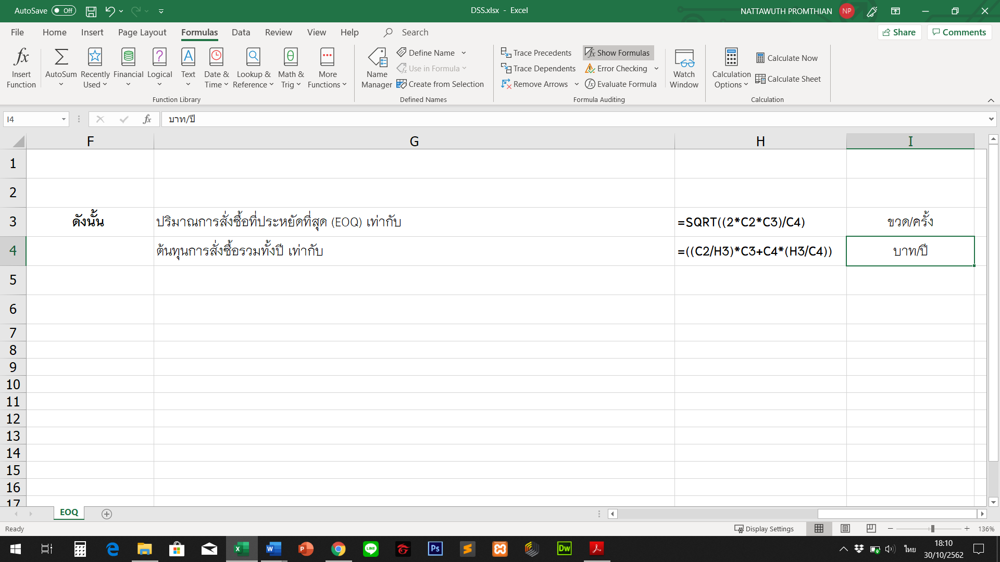 AutoSave Off DSS.xlsx - Excel NATTAWUTH PROMTHIAN NP
File Home Insert Page Layout Formulas Data Review View Help Search Share Comments
Insert Function AutoSum Recently Used Financial Logical Text Date & Time Lookup & Reference Math & Trig More Functions
Function Library
Name Manager Define Name Use in Formula Create from Selection
Defined Names
Trace Precedents Trace Dependents Remove Arrows Show Formulas Error Checking Evaluate Formula Watch Window
Formula Auditing
Calculation Options Calculate Now Calculate Sheet
Calculation
I4 fx บาท/ปี
F G H I
1
2
3 ดังนั้น ปริมาณการสั่งซื้อที่ประหยัดที่สุด (EOQ) เท่ากับ =SQRT((2*C2*C3)/C4) ขวด/ครั้ง
4 ต้นทุนการสั่งซื้อรวมทั้งปี เท่ากับ =((C2/H3)*C3+C4*(H3/C4)) บาท/ปี
5
6
7
8
9
10
11
12
13
14
15
16
17
EOQ
Ready Display Settings 136%
LINE Ps Dw ไทย 18:10
30/10/2562